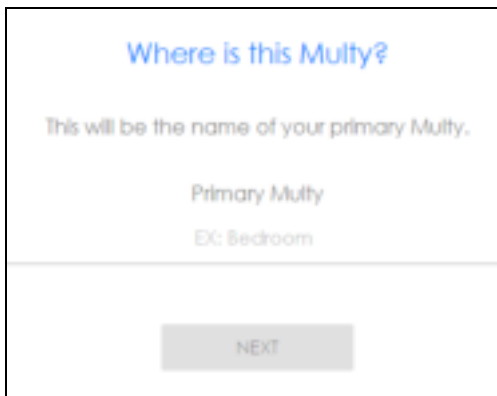 Where is this Multy?
This will be the name of your primary Multy.
Primary Multy
EX: Bedroom
NEXT